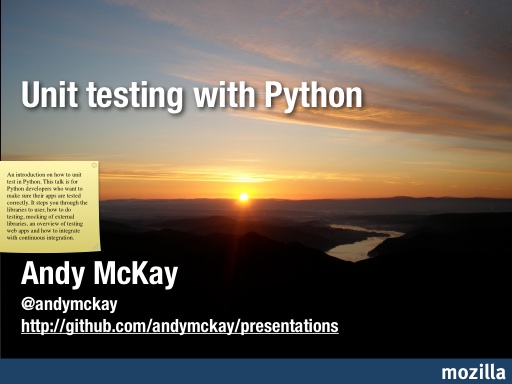 Unit testing with Python
An introduction on how to unit
test in Python. This talk is for
Python developers who want to
make sure their apps are tested
correctly. It steps you through the
libraries to user, how to do
testing, mocking of external
libraries, an overview of testing
web apps and how to integrate
with continuous integration.
Andy McKay
@andymckay
http://github.com/andymckay/presentations
mozilla